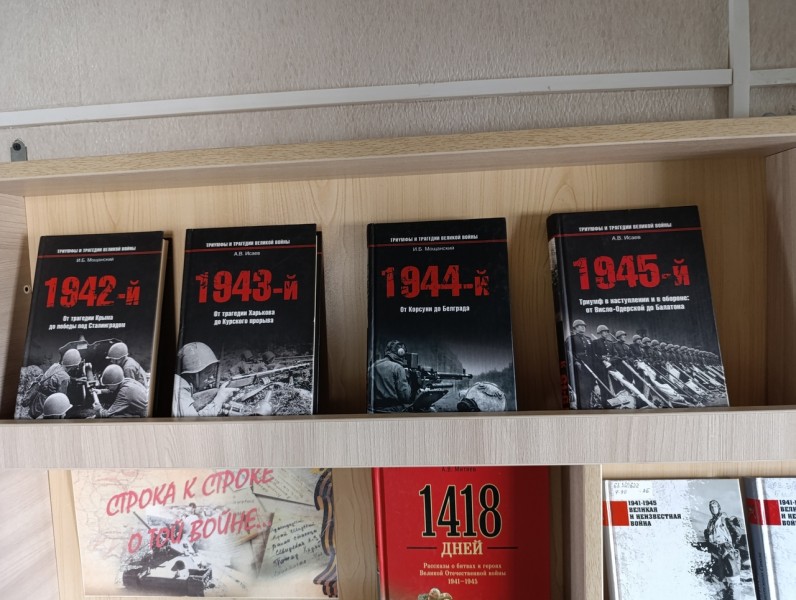 ТРИУМФЫ И ТРАГЕДИИ ВЕЛИКОЙ ВОЙНЫ
И.Б. Мощанский
1942-й
От трагедии Крыма
до победы под Сталинградом
ТРИУМФЫ И ТРАГЕДИИ ВЕЛИКОЙ ВОЙНЫ
А.В. Исаев
1943-й
От трагедии Харькова
до Курского прорыва
ТРИУМФЫ И ТРАГЕДИИ ВЕЛИКОЙ ВОЙНЫ
И.Б. Мощанский
1944-й
От Корсуни до Белграда
ТРИУМФЫ И ТРАГЕДИИ ВЕЛИКОЙ ВОЙНЫ
А.В. Исаев
1945-й
Триумф в наступлении и в обороне:
от Висло-Одерской до Балатона
СТРОКА К СТРОКЕ
О ТОЙ ВОЙНЕ...
1418
ДНЕЙ
Рассказы о битвах и героях
Великой Отечественной войны
1941-1945
1941-1945
ВЕЛИКАЯ
И НЕИЗВЕСТНАЯ
ВОЙНА